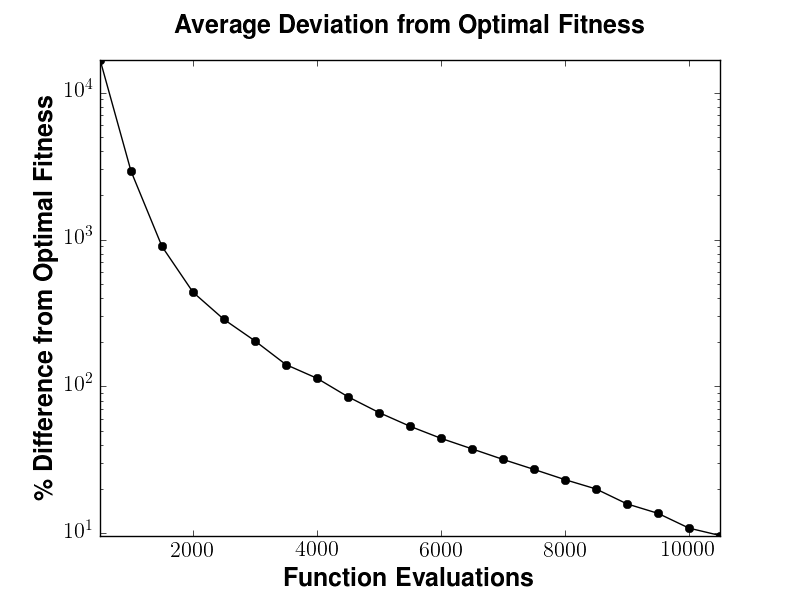 Average Deviation from Optimal Fitness
% Difference from Optimal Fitness
10^4
10^3
10^2
10^1
2000 4000 6000 8000 10000
Function Evaluations